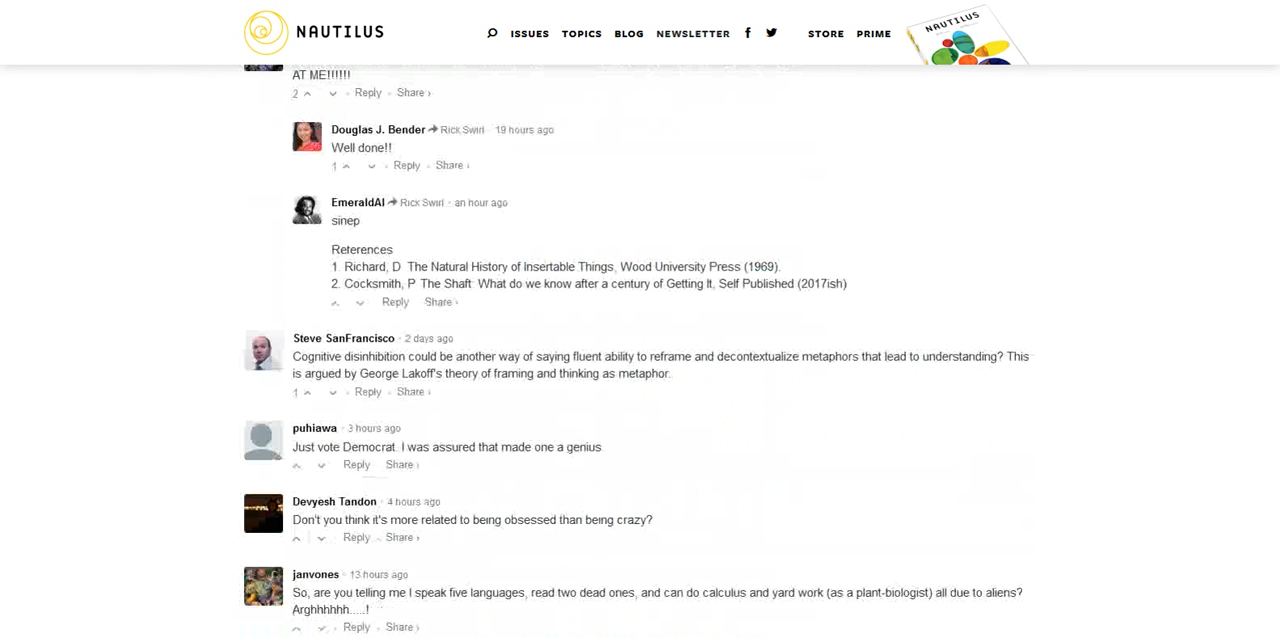 NAUTILUS
ISSUES TOPICS BLOG NEWSLETTER STORE PRIME
NAUTILUS
AT ME!!!!!!
2 Reply Share ›
Douglas J. Bender Rick Swirl · 19 hours ago
Well done!!
1 Reply Share ›
EmeraldAI Rick Swirl · an hour ago
sinep
References
1. Richard, D. The Natural History of Insertable Things, Wood University Press (1969).
2. Cocksmith, P. The Shaft: What do we know after a century of Getting It, Self Published (2017ish)
Reply Share ›
Steve SanFrancisco · 2 days ago
Cognitive disinhibition could be another way of saying fluent ability to reframe and decontextualize metaphors that lead to understanding? This
is argued by George Lakoff's theory of framing and thinking as metaphor.
1 Reply Share ›
puhiawa · 3 hours ago
Just vote Democrat. I was assured that made one a genius.
Reply Share ›
Devyesh Tandon · 4 hours ago
Don't you think it's more related to being obsessed than being crazy?
Reply Share ›
janvones · 13 hours ago
So, are you telling me I speak five languages, read two dead ones, and can do calculus and yard work (as a plant-biologist) all due to aliens?
Arghhhhhh.....!
Reply Share ›